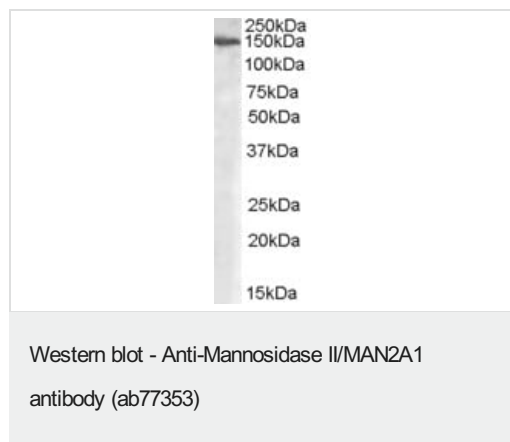 250kDa
150kDa
100kDa
75kDa
50kDa
37kDa
25kDa
20kDa
15kDa
Western blot - Anti-Mannosidase II/MAN2A1
antibody (ab77353)